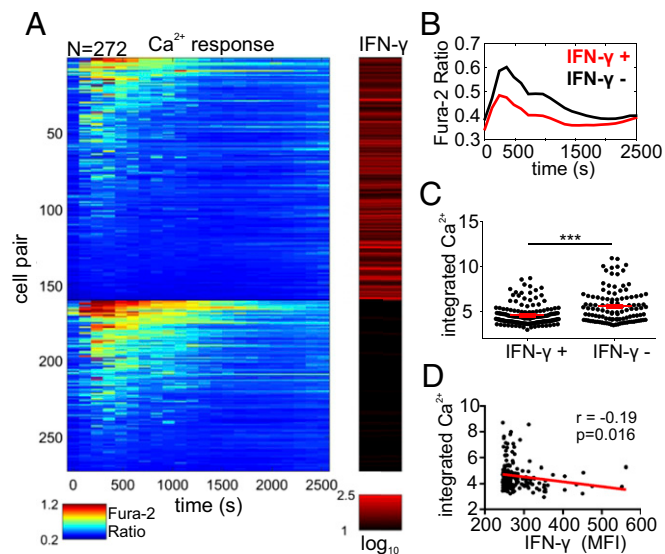 A
N=272
Ca²⁺ response
IFN-γ
cell pair
50
100
150
200
250
0 500 1000 1500 2000 2500
time (s)
1.2
0.2
Fura-2
Ratio
2.5
1
log₁₀
B
Fura-2 Ratio
0.7
0.6
0.5
0.4
0.3
IFN-γ +
IFN-γ -
0 500 1500 2500
time (s)
C
integrated Ca²⁺
15
10
5
***
IFN-γ +
IFN-γ -
D
integrated Ca²⁺
10
8
6
4
2
r = -0.19
p=0.016
200 300 400 500 600
IFN-γ (MFI)